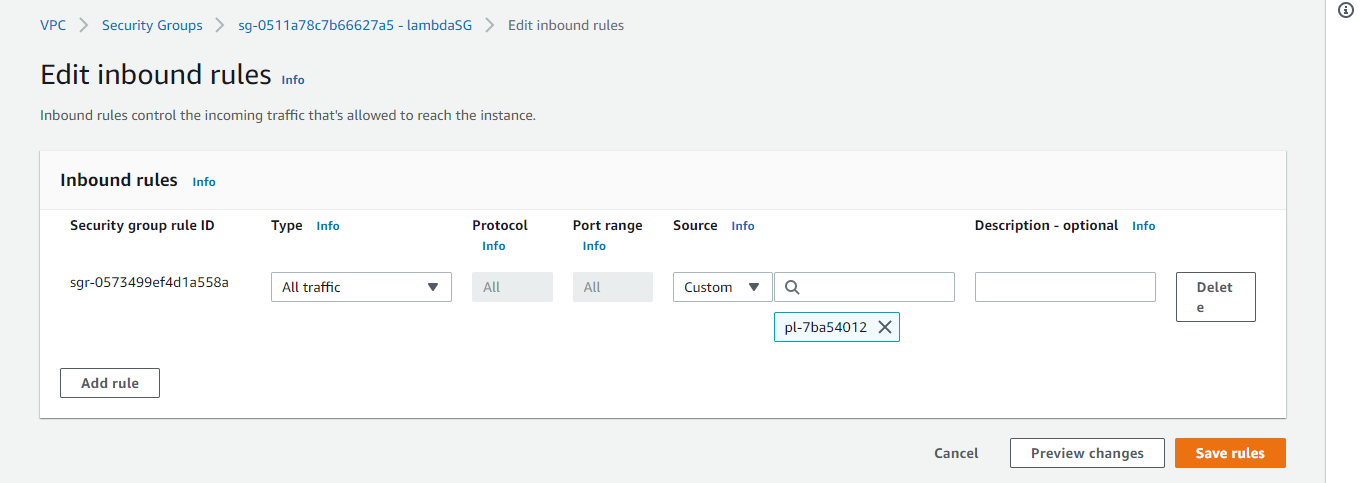 VPC > Security Groups > sg-0511a78c7b66627a5 - lambdaSG > Edit inbound rules
Edit inbound rules Info
Inbound rules control the incoming traffic that's allowed to reach the instance.
Inbound rules Info
Security group rule ID Type Info Protocol Info Port range Info Source Info Description - optional Info
sgr-0573499ef4d1a558a All traffic All All Custom Delete
pl-7ba54012
Add rule
Cancel Preview changes Save rules